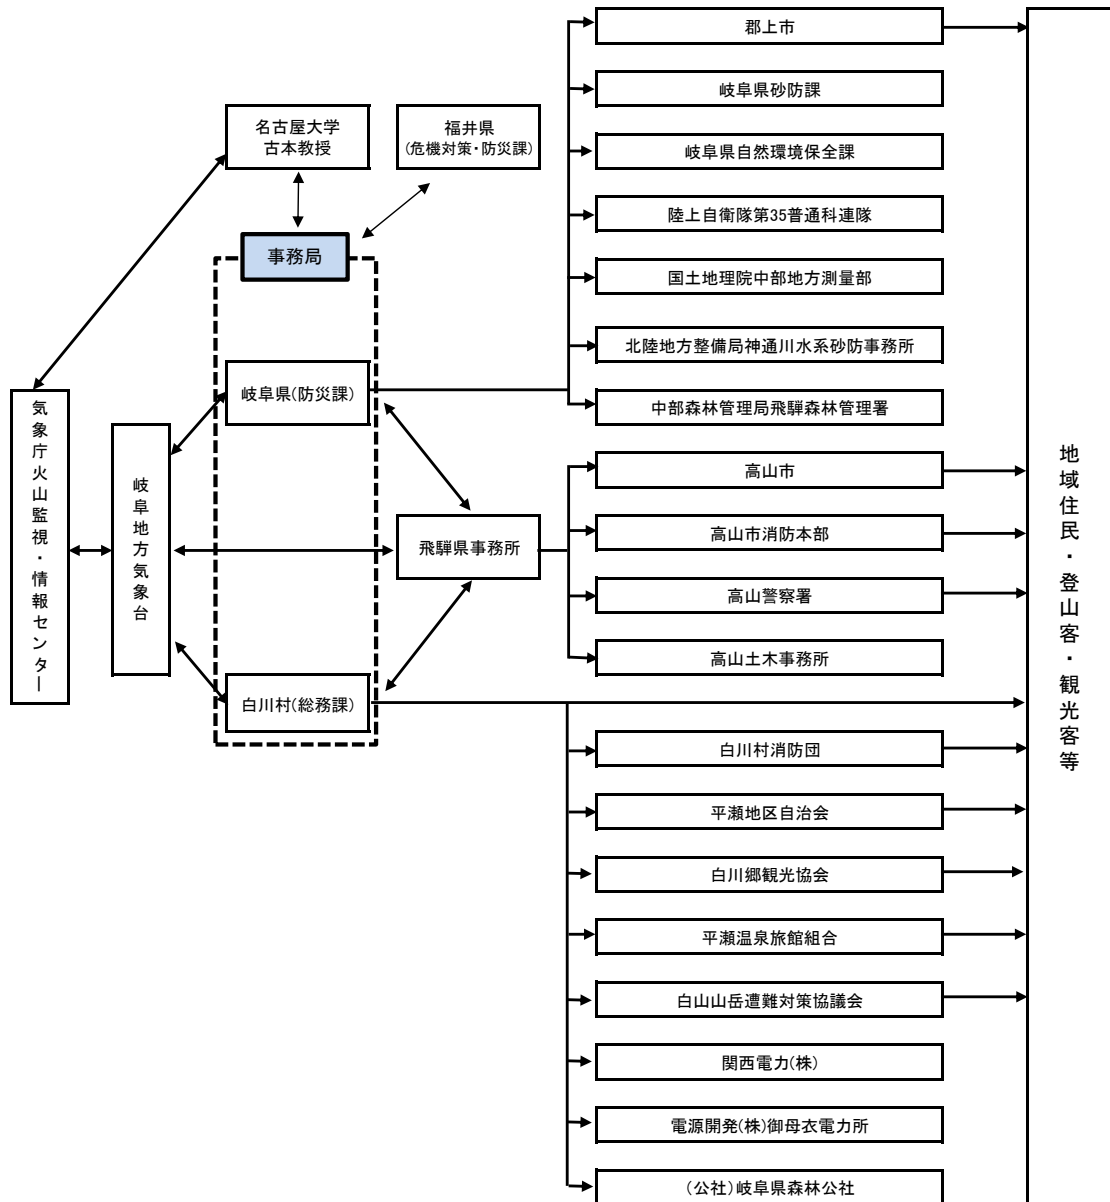 郡上市
岐阜県砂防課
名古屋大学
古本教授
福井県
(危機対策・防災課)
岐阜県自然環境保全課
陸上自衛隊第35普通科連隊
事務局
国土地理院中部地方測量部
北陸地方整備局神通川水系砂防事務所
岐阜県(防災課)
中部森林管理局飛騨森林管理署
気象庁火山監視・情報センター
岐阜地方気象台
高山市
飛騨県事務所
高山市消防本部
高山警察署
高山土木事務所
白川村(総務課)
地域住民・登山客・観光客等
白川村消防団
平瀬地区自治会
白川郷観光協会
平瀬温泉旅館組合
白山山岳遭難対策協議会
関西電力(株)
電源開発(株)御母衣電力所
(公社)岐阜県森林公社